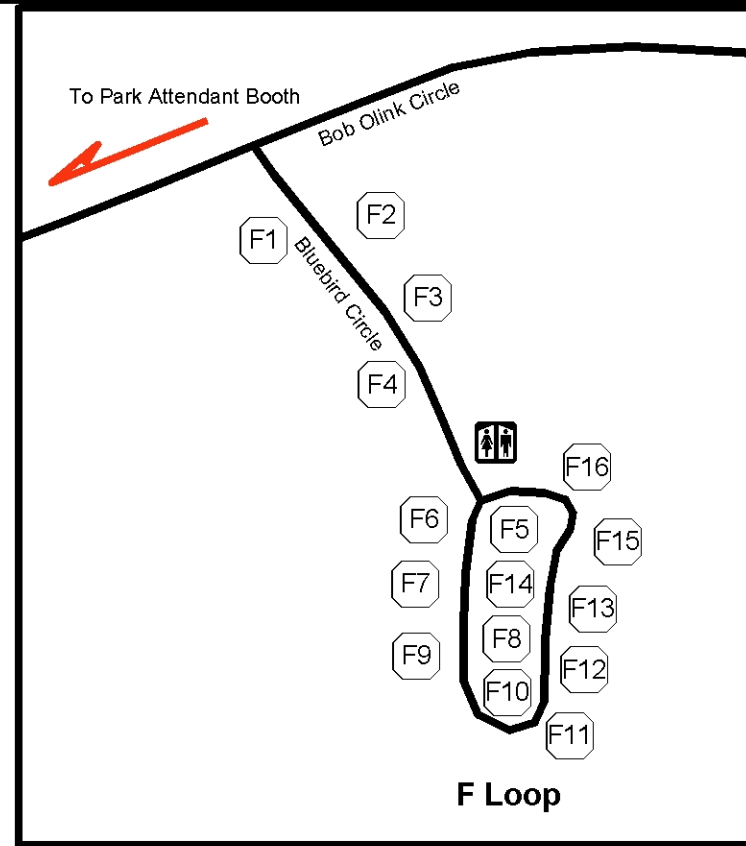 To Park Attendant Booth
Bob Olink Circle
F2
F1
Bluebird Circle
F3
F4
F16
F6
F5
F15
F7
F14
F13
F8
F9
F12
F10
F11
F Loop